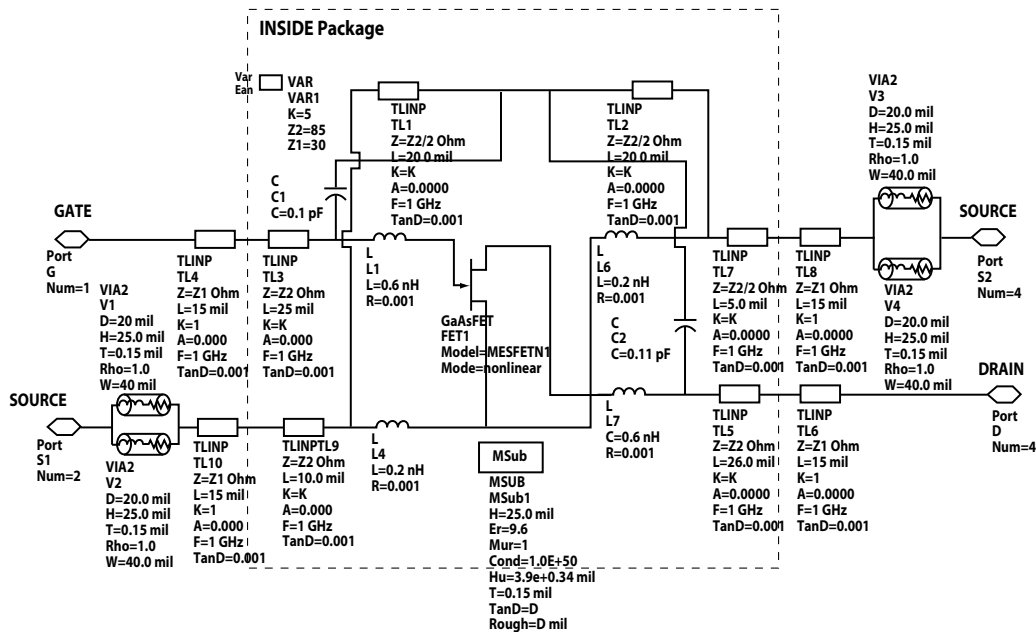 INSIDE Package
Var
Ean
VAR
VAR1
K=5
Z2=85
Z1=30
TLINP
TL1
Z=Z2/2 Ohm
L=20 0 mil
K=K
A=0.0000
F=1 GHz
TanD=0.001
TLINP
TL2
Z=Z2/2 Ohm
L=20.0 mil
K=K
A=0.0000
F=1 GHz
TanD=0.001
VIA2
V3
D=20.0 mil
H=25.0 mil
T=0.15 mil
Rho=1.0
W=40.0 mil
C
C1
C=0.1 pF
GATE
Port
G
Num=1
SOURCE
Port
S2
Num=4
TLINP
TL4
Z=Z1 Ohm
L=15 mil
K=1
A=0.000
F=1 GHz
TanD=0.001
TLINP
TL3
Z=Z2 Ohm
L=25 mil
K=K
A=0.000
F=1 GHz
TanD=0.001
L
L1
L=0.6 nH
R=0.001
GaAsFET
FET1
Model=MESFETN1
Mode=nonlinear
L
L6
L=0.2 nH
R=0.001
C
C2
C=0.11 pF
TLINP
TL7
Z=Z2/2 Ohm
L=5.0 mil
K=K
A=0.0000
F=1 GHz
TanD=0.001
TLINP
TL8
Z=Z1 Ohm
L=15 mil
K=1
A=0.0000
F=1 GHz
TanD=0.001
VIA2
V4
D=20.0 mil
H=25.0 mil
T=0.15 mil
Rho=1.0
W=40.0 mil
VIA2
V1
D=20 mil
H=25.0 mil
T=0.15 mil
Rho=1.0
W=40 mil
SOURCE
Port
S1
Num=2
VIA2
V2
D=20.0 mil
H=25.0 mil
T=0.15 mil
Rho=1.0
W=40.0 mil
TLINP
TL10
Z=Z1 Ohm
L=15 mil
K=1
A=0.000
F=1 GHz
TanD=0.001
TLINPTL9
Z=Z2 Ohm
L=10.0 mil
K=K
A=0.000
F=1 GHz
TanD=0.001
L
L4
L=0.2 nH
R=0.001
MSub
MSUB
MSub1
H=25.0 mil
Er=9.6
Mur=1
Cond=1.0E+50
Hu=3.9e+0.34 mil
T=0.15 mil
TanD=D
Rough=D mil
L
L7
C=0.6 nH
R=0.001
TLINP
TL5
Z=Z2 Ohm
L=26.0 mil
K=K
A=0.0000
F=1 GHz
TanD=0.001
TLINP
TL6
Z=Z1 Ohm
L=15 mil
K=1
A=0.0000
F=1 GHz
TanD=0.001
DRAIN
Port
D
Num=4